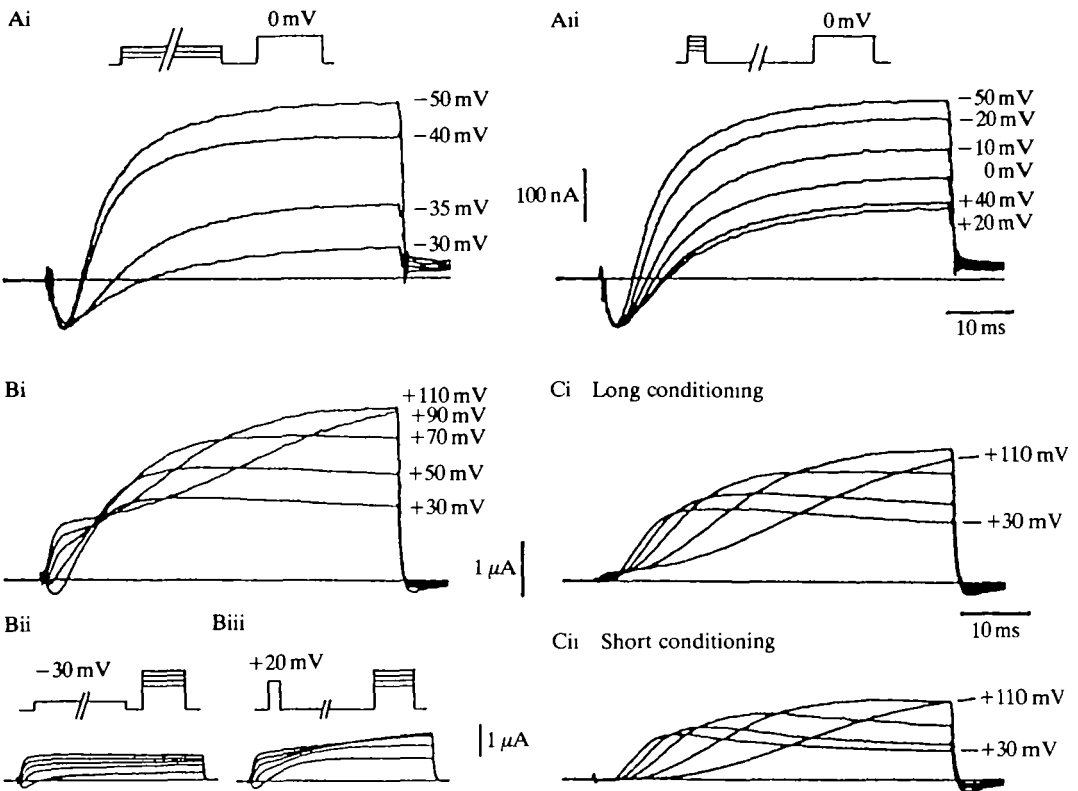 Ai
0 mV
−50 mV
−40 mV
−35 mV
−30 mV
Aii
0 mV
−50 mV
−20 mV
−10 mV
0 mV
+40 mV
+20 mV
100 nA
10 ms
Bi
+110 mV
+90 mV
+70 mV
+50 mV
+30 mV
1 μA
Ci Long conditioning
+110 mV
+30 mV
10 ms
Bii
−30 mV
Biii
+20 mV
1 μA
Cii Short conditioning
+110 mV
+30 mV